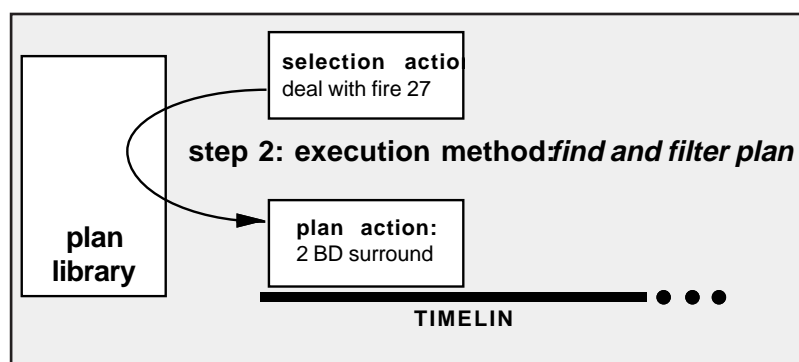 selection actio
deal with fire 27
step 2: execution method:find and filter plan
plan action:
2 BD surround
plan
library
TIMELIN